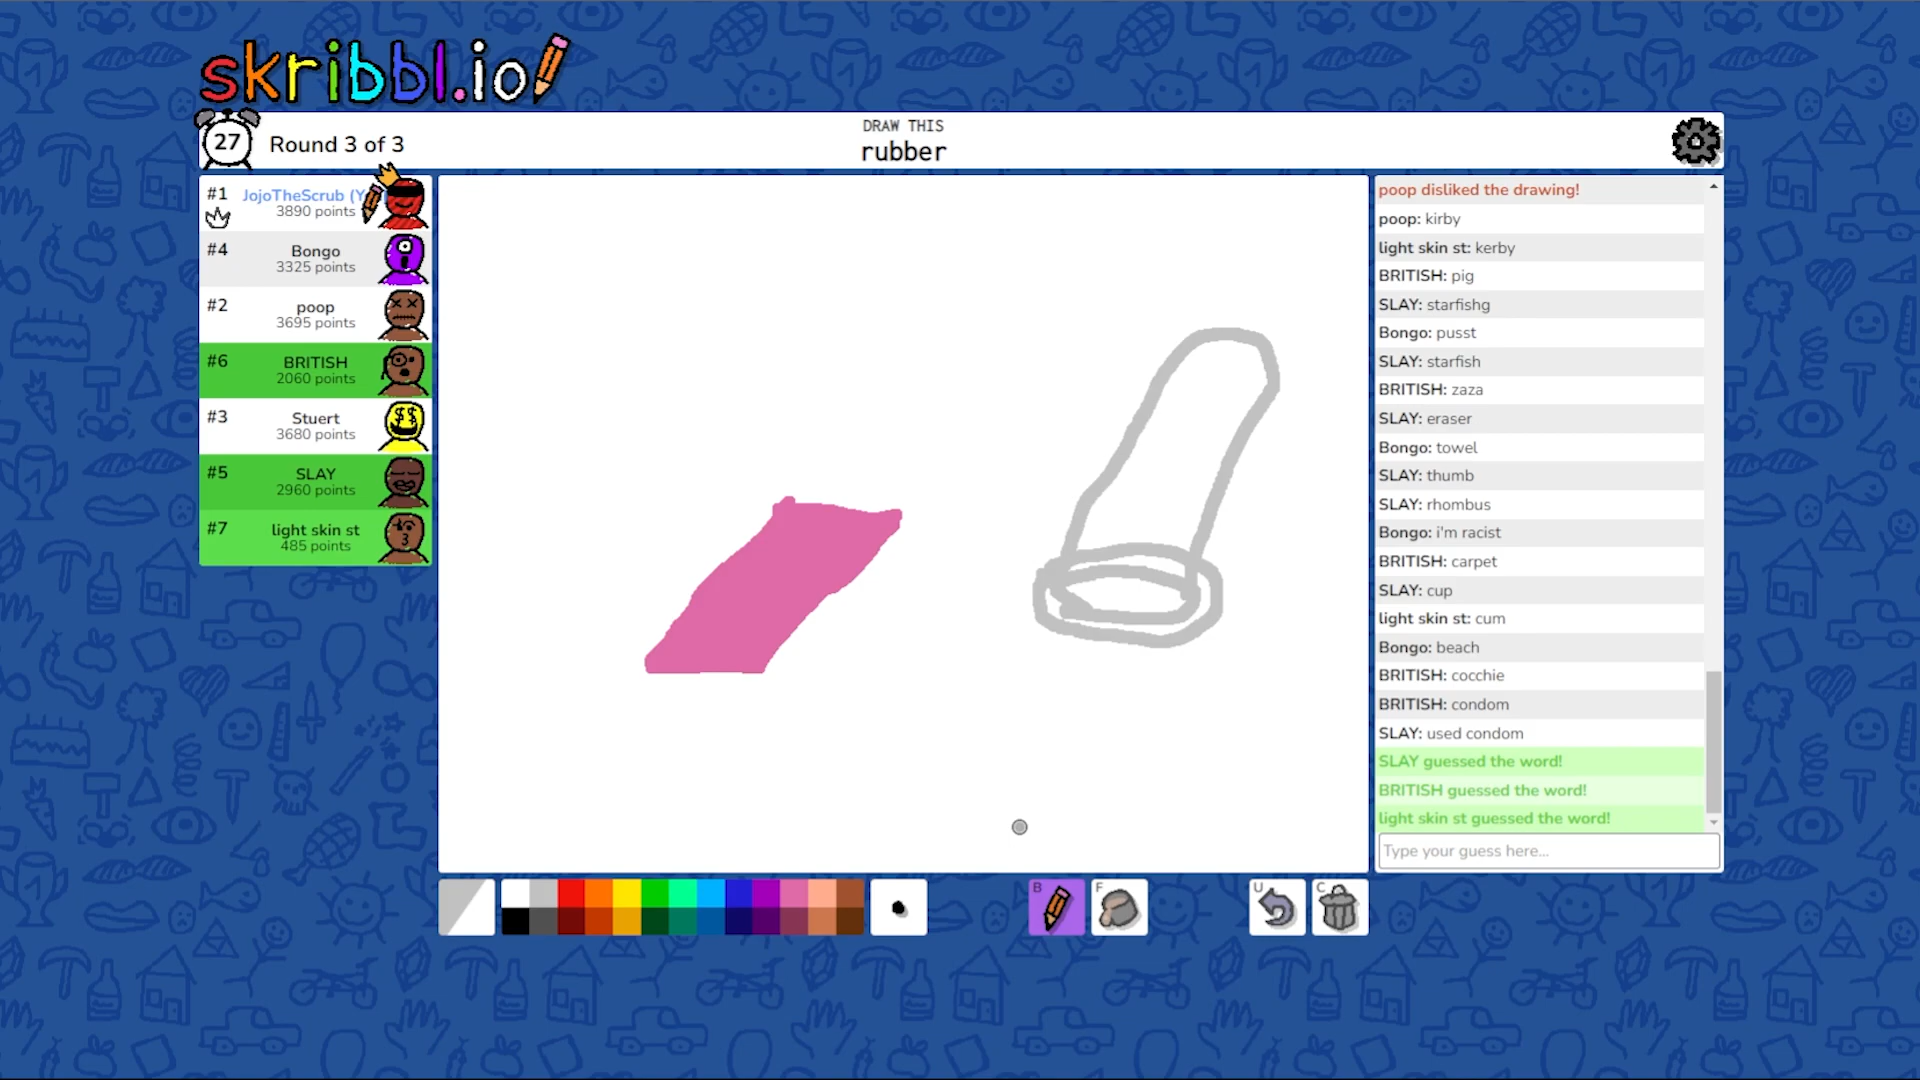 skribbl.io
27
Round 3 of 3
DRAW THIS
rubber
#1
JojoTheScrub (Y
3890 points
#4
Bongo
3325 points
#2
poop
3695 points
#6
BRITISH
2060 points
#3
Stuert
3680 points
#5
SLAY
2960 points
#7
light skin st
485 points
poop disliked the drawing!
poop: kirby
light skin st: kerby
BRITISH: pig
SLAY: starfishg
Bongo: pusst
SLAY: starfish
BRITISH: zaza
SLAY: eraser
Bongo: towel
SLAY: thumb
SLAY: rhombus
Bongo: i'm racist
BRITISH: carpet
SLAY: cup
light skin st: cum
Bongo: beach
BRITISH: cocchie
BRITISH: condom
SLAY: used condom
SLAY guessed the word!
BRITISH guessed the word!
light skin st guessed the word!
Type your guess here...
B
F
U
C